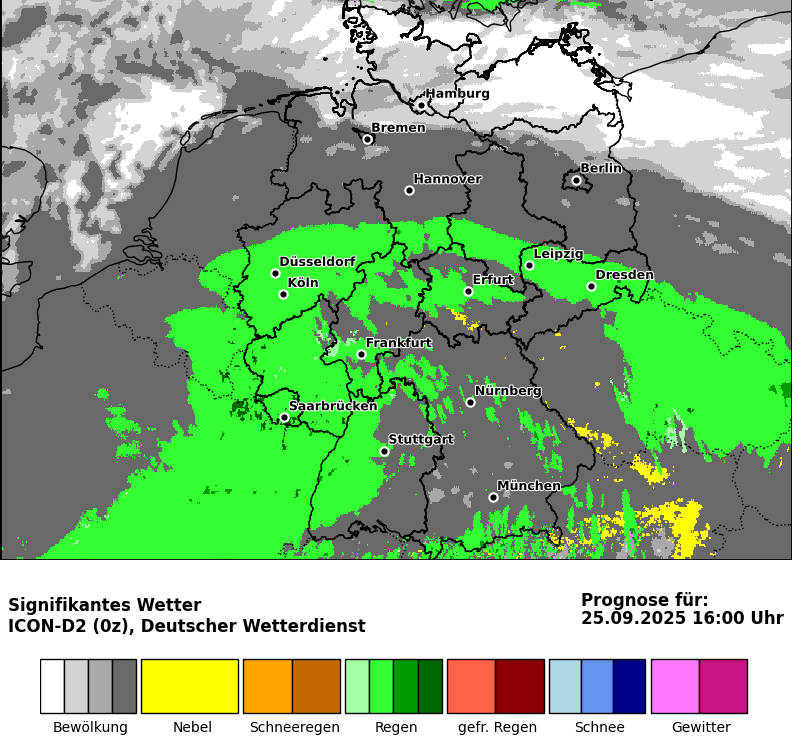 Hamburg
Bremen
Berlin
Hannover
Leipzig
Düsseldorf
Dresden
Köln
Erfurt
Frankfurt
Nürnberg
Saarbrücken
Stuttgart
München
Signifikantes Wetter
ICON-D2 (0z), Deutscher Wetterdienst
Prognose für:
25.09.2025 16:00 Uhr
Bewölkung
Nebel
Schneeregen
Regen
gefr. Regen
Schnee
Gewitter